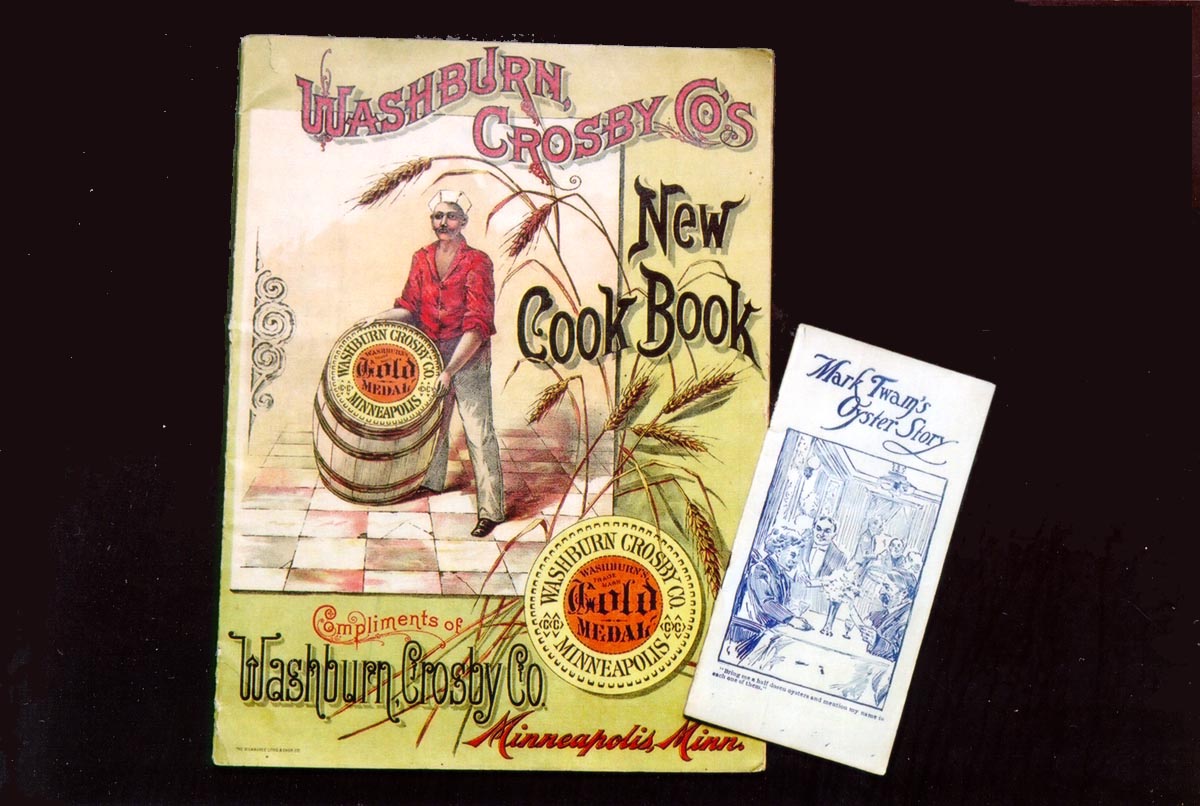 WASHBURN,
CROSBY CO'S
New
Cook Book
WASHBURN CROSBY CO.
WASHBURN'S
Gold
MEDAL
MINNEAPOLIS
WASHBURN CROSBY CO.
WASHBURN'S
TRADE
MARK
Gold
MEDAL
MINNEAPOLIS
Compliments of
Washburn, Crosby Co.
Minneapolis, Minn.
Mark Twain's
Oyster Story
"Bring me a half dozen oysters and mention my name in
each one of them."